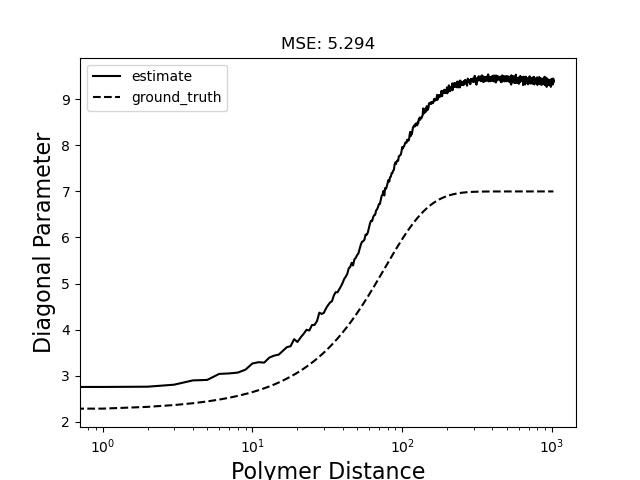 MSE: 5.294
estimate
ground_truth
Diagonal Parameter
9
8
7
6
5
4
3
2
10^0 10^1 10^2 10^3
Polymer Distance